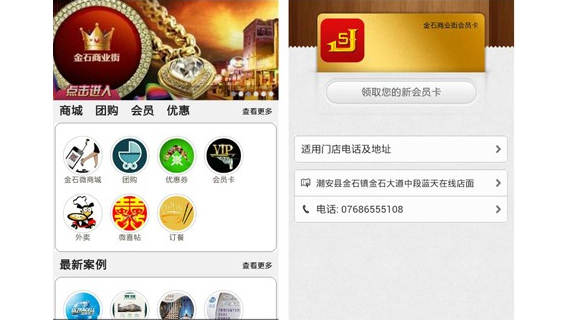 金石商业街
点击进入
商城 团购 会员 优惠 查看更多
金石微商城 团购 优惠券 会员卡
VIP
外卖 微喜帖 订餐
最新案例 查看更多
金石商业街会员卡
领取您的新会员卡
适用门店电话及地址
潮安县金石镇金石大道中段蓝天在线店面
电话: 07686555108